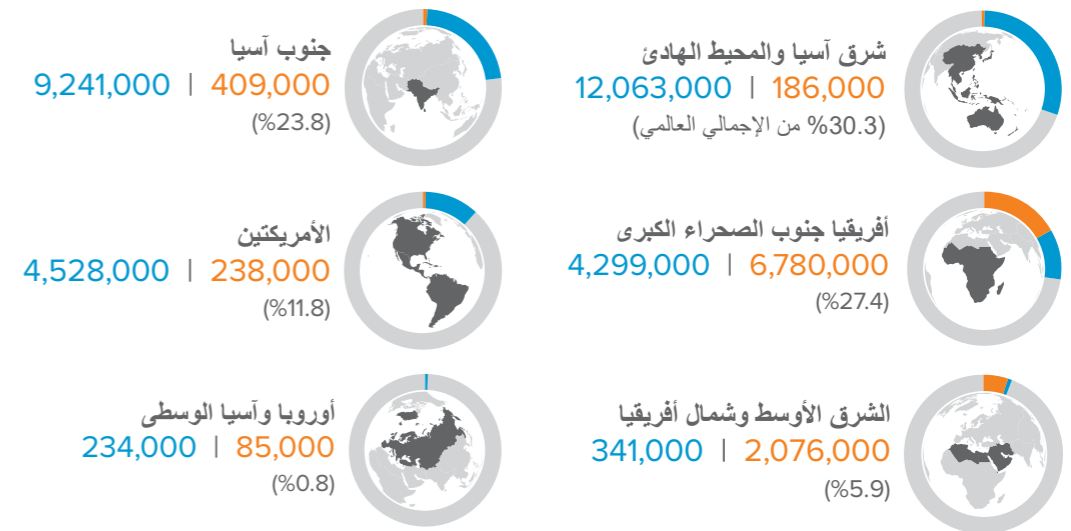 شرق آسيا والمحيط الهادئ
186,000 | 12,063,000
(%30.3 من الإجمالي العالمي)
جنوب آسيا
409,000 | 9,241,000
(%23.8)
أفريقيا جنوب الصحراء الكبرى
6,780,000 | 4,299,000
(%27.4)
الأمريكتين
238,000 | 4,528,000
(%11.8)
الشرق الأوسط وشمال أفريقيا
2,076,000 | 341,000
(%5.9)
أوروبا وآسيا الوسطى
85,000 | 234,000
(%0.8)